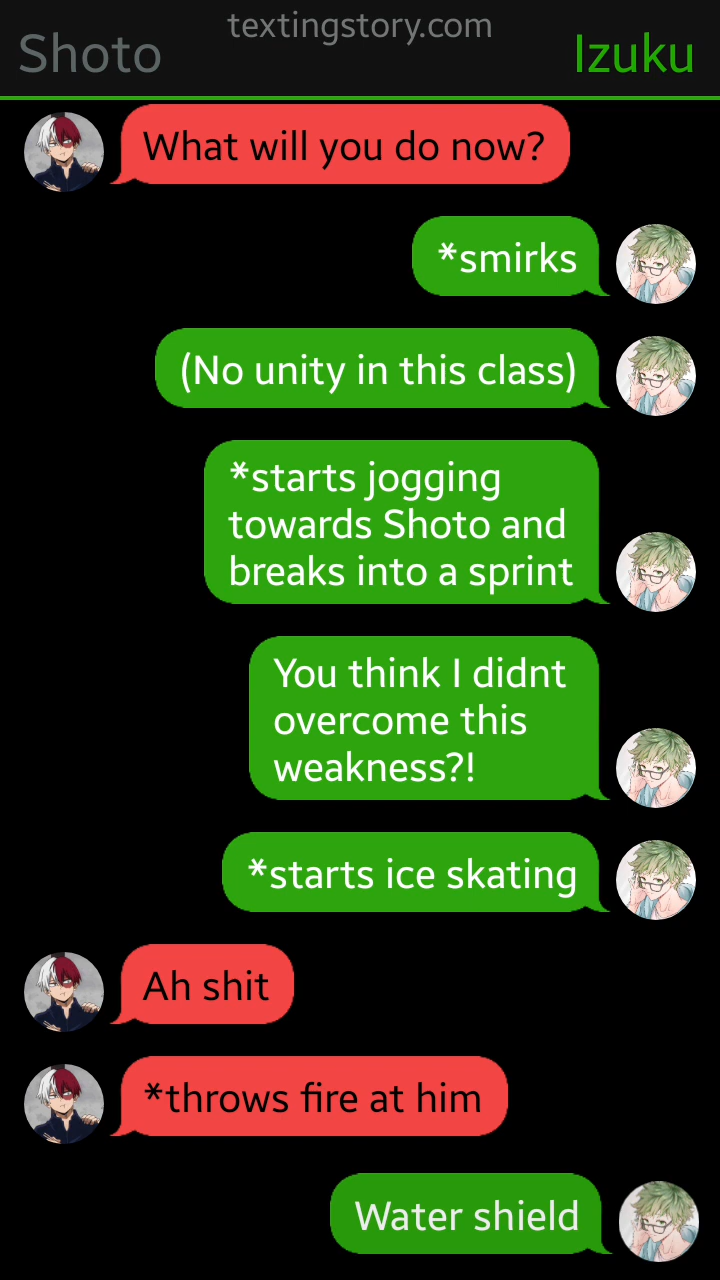 textingstory.com
Shoto
Izuku
What will you do now?
*smirks
(No unity in this class)
*starts jogging
towards Shoto and
breaks into a sprint
You think I didnt
overcome this
weakness?!
*starts ice skating
Ah shit
*throws fire at him
Water shield